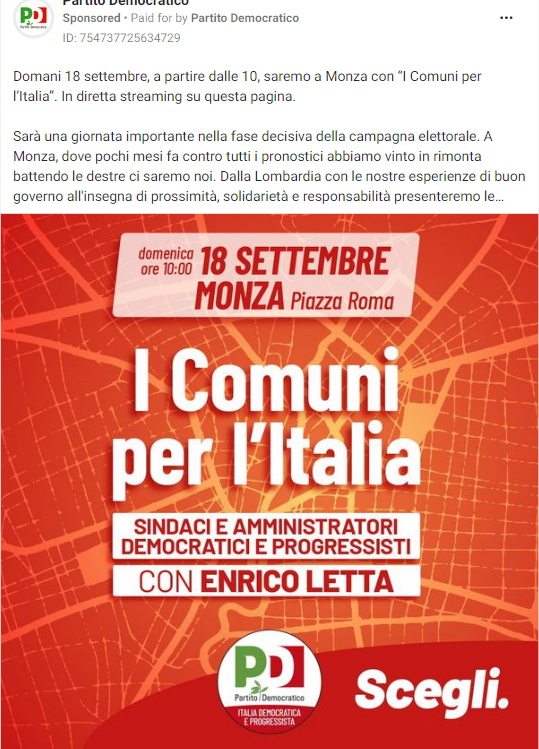 Partito Democratico
Sponsored • Paid for by Partito Democratico
ID: 754737725634729
Domani 18 settembre, a partire dalle 10, saremo a Monza con “I Comuni per
l’Italia”. In diretta streaming su questa pagina.
Sarà una giornata importante nella fase decisiva della campagna elettorale. A
Monza, dove pochi mesi fa contro tutti i pronostici abbiamo vinto in rimonta
battendo le destre ci saremo noi. Dalla Lombardia con le nostre esperienze di buon
governo all'insegna di prossimità, solidarietà e responsabilità presenteremo le...
domenica
ore 10:00
18 SETTEMBRE
MONZA Piazza Roma
I Comuni
per l’Italia
SINDACI E AMMINISTRATORI
DEMOCRATICI E PROGRESSISTI
CON ENRICO LETTA
PD
Partito Democratico
ITALIA DEMOCRATICA
E PROGRESSISTA
Scegli.